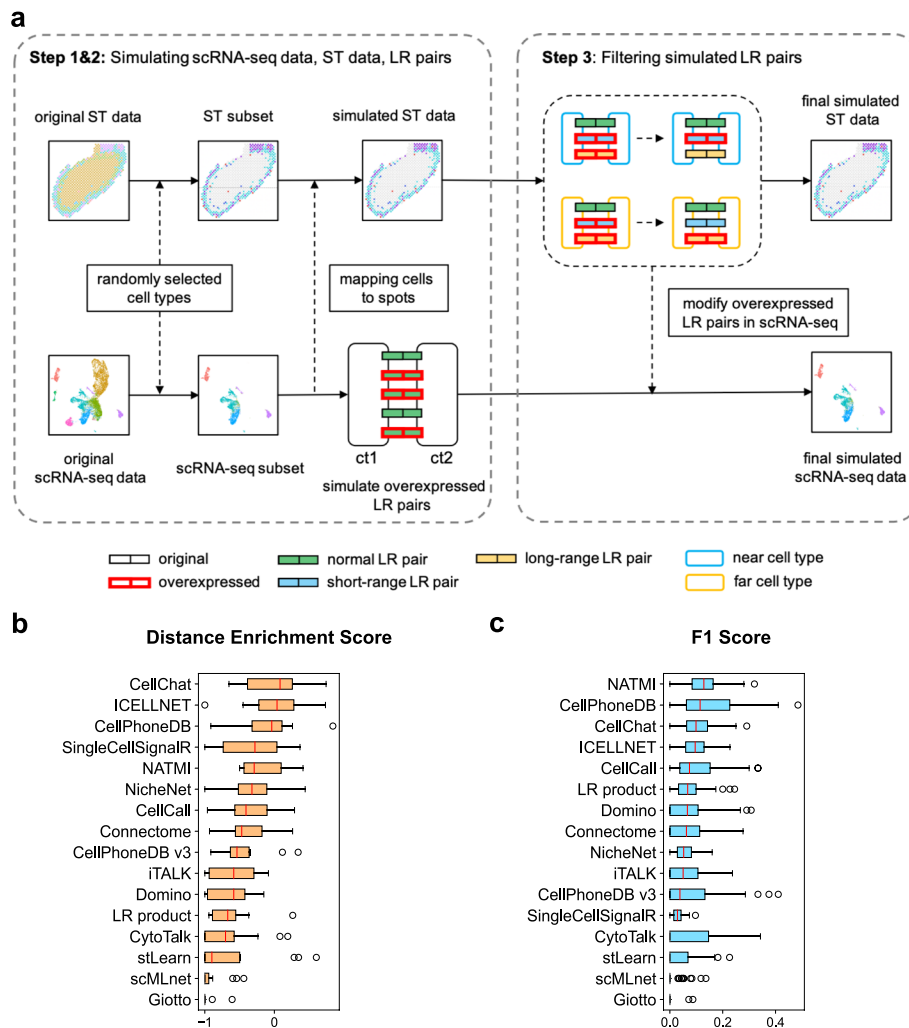 a
Step 1&2: Simulating scRNA-seq data, ST data, LR pairs
Step 3: Filtering simulated LR pairs
original ST data
ST subset
simulated ST data
final simulated
ST data
randomly selected
cell types
mapping cells
to spots
modify overexpressed
LR pairs in scRNA-seq
original
scRNA-seq data
scRNA-seq subset
ct1
ct2
simulate overexpressed
LR pairs
final simulated
scRNA-seq data
original
normal LR pair
long-range LR pair
near cell type
overexpressed
short-range LR pair
far cell type
b
Distance Enrichment Score
CellChat
ICELLNET
CellPhoneDB
SingleCellSignalR
NATMI
NicheNet
CellCall
Connectome
CellPhoneDB v3
iTALK
Domino
LR product
CytoTalk
stLearn
scMLnet
Giotto
−1 0
c
F1 Score
NATMI
CellPhoneDB
CellChat
ICELLNET
CellCall
LR product
Domino
Connectome
NicheNet
iTALK
CellPhoneDB v3
SingleCellSignalR
CytoTalk
stLearn
scMLnet
Giotto
0.0 0.2 0.4